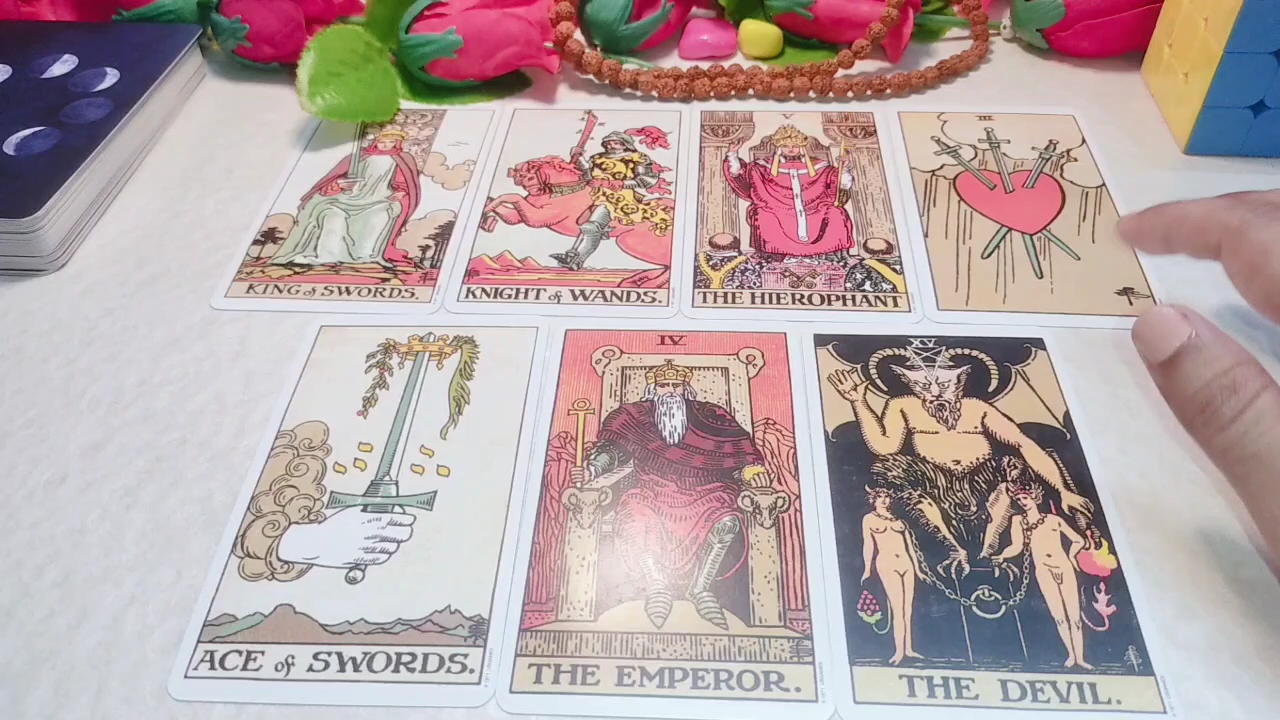 KING of SWORDS.
KNIGHT of WANDS.
V
THE HIEROPHANT
III
ACE of SWORDS.
IV
THE EMPEROR.
XV
THE DEVIL.